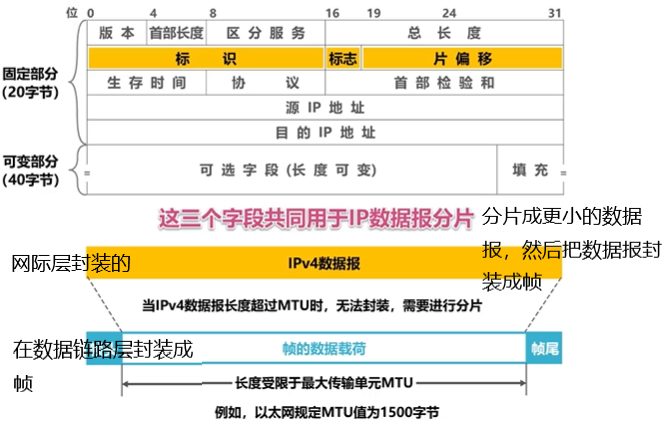 位 0 4 8 16 19 24 31
版 本 首部长度 区 分 服 务 总 长 度
标 识 标志 片 偏 移
生 存 时 间 协 议 首 部 检 验 和
固定部分
(20字节)
源 IP 地 址
目 的 IP 地 址
可变部分
(40字节)
可 选 字 段 (长 度 可 变) 填 充
这三个字段共同用于IP数据报分片
分片成更小的数据
报，然后把数据报封
装成帧
网际层封装的
IPv4数据报
当IPv4数据报长度超过MTU时，无法封装，需要进行分片
在数据链路层封装成
帧
帧的数据载荷
帧尾
长度受限于最大传输单元MTU
例如，以太网规定MTU值为1500字节